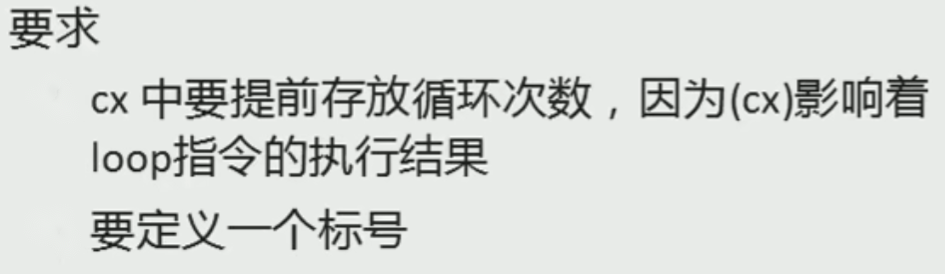 要求
cx 中要提前存放循环次数，因为(cx)影响着
loop指令的执行结果
要定义一个标号